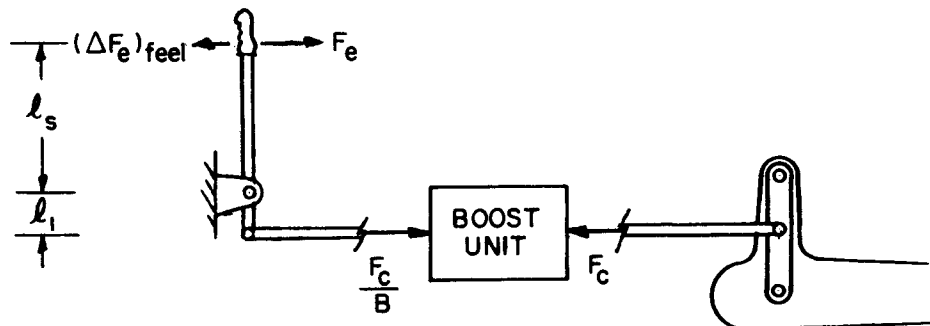 (ΔFe)feel
Fe
ℓs
ℓ1
BOOST
UNIT
Fc
B
Fc